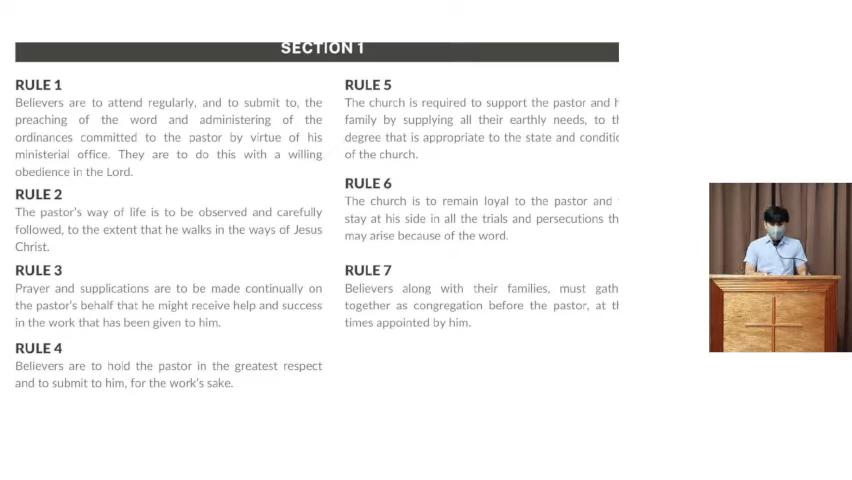 SECTION 1
RULE 1
Believers are to attend regularly, and to submit to, the
preaching of the word and administering of the
ordinances committed to the pastor by virtue of his
ministerial office. They are to do this with a willing
obedience in the Lord.
RULE 2
The pastor's way of life is to be observed and carefully
followed, to the extent that he walks in the ways of Jesus
Christ.
RULE 3
Prayer and supplications are to be made continually on
the pastor's behalf that he might receive help and success
in the work that has been given to him.
RULE 4
Believers are to hold the pastor in the greatest respect
and to submit to him, for the work's sake.
RULE 5
The church is required to support the pastor and
family by supplying all their earthly needs, to
degree that is appropriate to the state and
of the church.
RULE 6
The church is to remain loyal to the pastor and
stay at his side in all the trials and persecutions
may arise because of the word.
RULE 7
Believers along with their families, must
together as congregation before the pastor, at
times appointed by him.